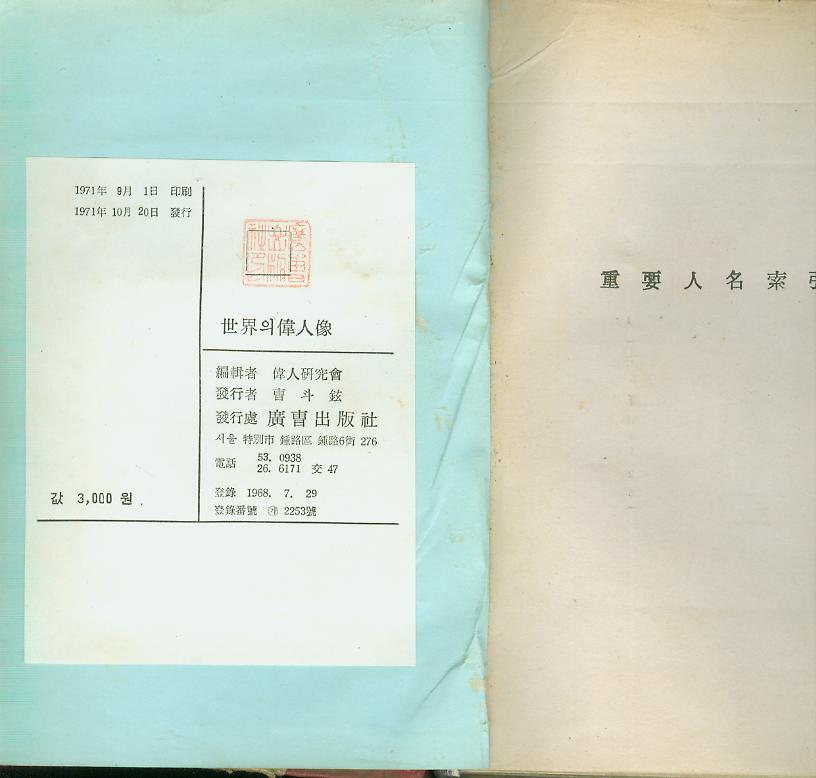 1971年 9月 1日 印刷
1971年 10月 20日 發行
값 3,000 원
世界의偉人像
編輯者 偉人硏究會
發行者 曺斗鉉
發行處 廣曺出版社
서울 特別市 鍾路區 鍾路6街 276
電話 53. 0938
26. 6171 交 47
登錄 1968. 7. 29
登錄番號 ㉮ 2253號
重要人名索引